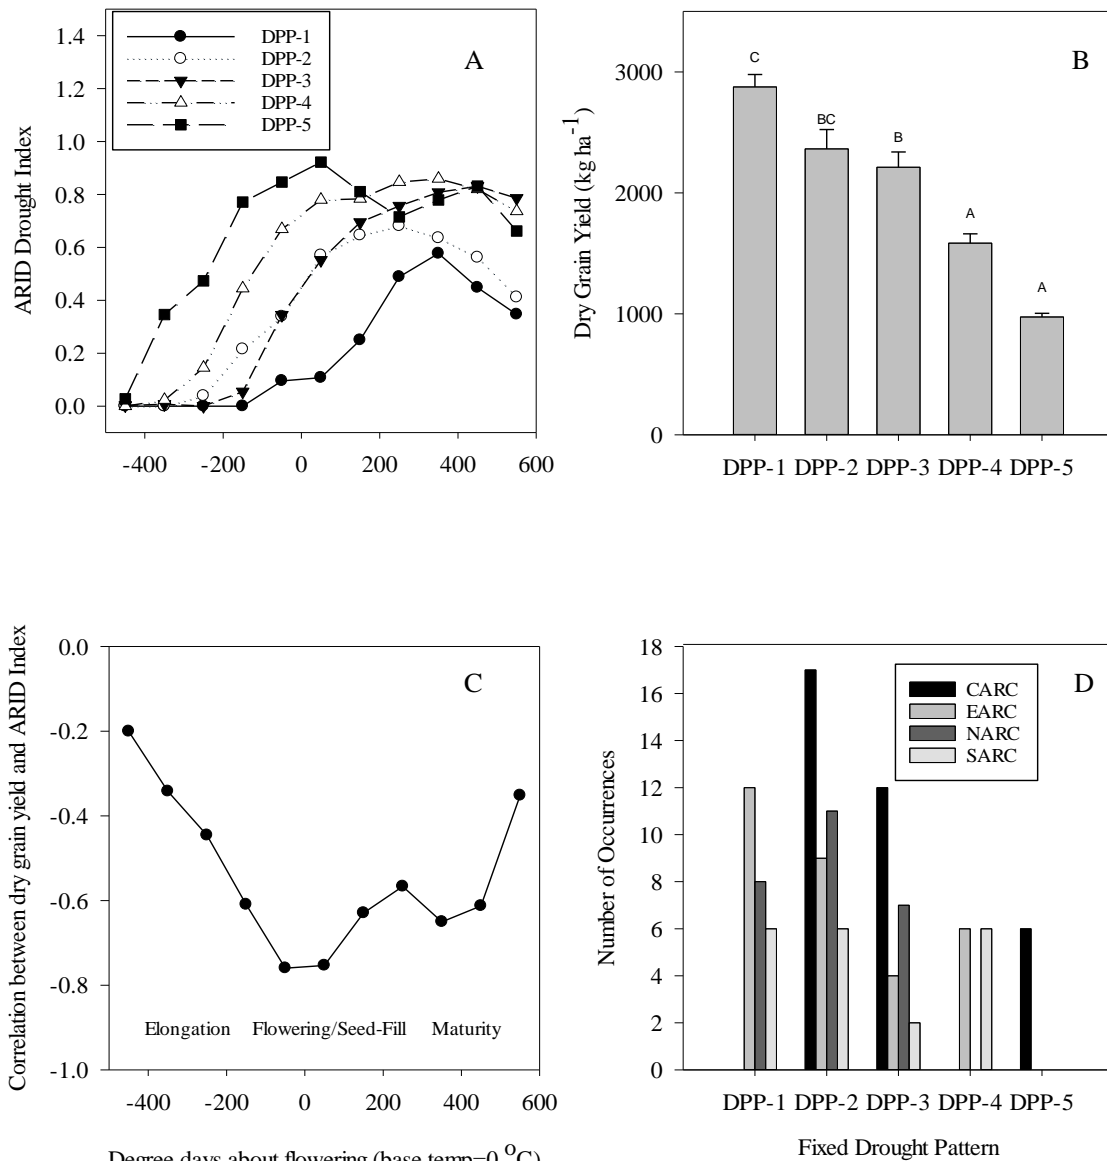 1.4
1.2
1.0
0.8
0.6
0.4
0.2
0.0
ARID Drought Index
DPP-1
DPP-2
DPP-3
DPP-4
DPP-5
A
-400 -200 0 200 400 600
B
3000
2000
1000
0
Dry Grain Yield (kg ha-1)
C
BC
B
A
A
DPP-1 DPP-2 DPP-3 DPP-4 DPP-5
0.0
-0.2
-0.4
-0.6
-0.8
-1.0
Correlation between dry grain yield and ARID Index
C
Elongation Flowering/Seed-Fill Maturity
-400 -200 0 200 400 600
Degree days about flowering (base temp=0 °C)
18
16
14
12
10
8
6
4
2
0
Number of Occurrences
CARC
EARC
NARC
SARC
D
DPP-1 DPP-2 DPP-3 DPP-4 DPP-5
Fixed Drought Pattern